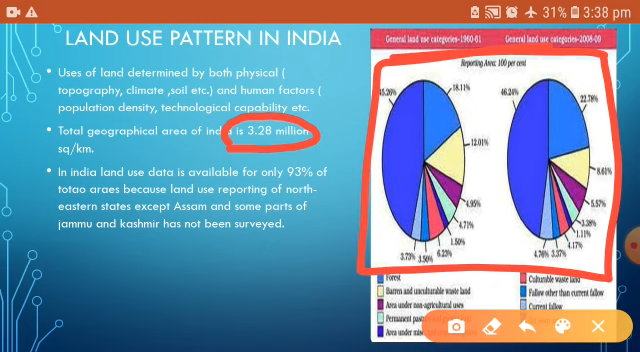 31% 3:38 pm
LAND USE PATTERN IN INDIA
• Uses of land determined by both physical (
topography, climate ,soil etc.) and human factors (
population density, technological capability etc.
• Total geographical area of india is 3.28 million
sq/km.
• In india land use data is available for only 93% of
totao araes because land use reporting of north-
eastern states except Assam and some parts of
jammu and kashmir has not been surveyed.
General land use categories-1960-61
General land use categories-2008-09
Reporting Area: 100 per cent
45.26%
18.11%
12.01%
4.95%
4.71%
1.50%
6.23%
3.50%
3.73%
46.24%
22.78%
8.61%
5.57%
3.38%
1.11%
4.17%
3.37%
4.76%
Forest
Barren and unculturable waste land
Area under non-agricultural uses
Permanent
Area under
Culturable waste land
Fallow other than current fallow
Current fallow